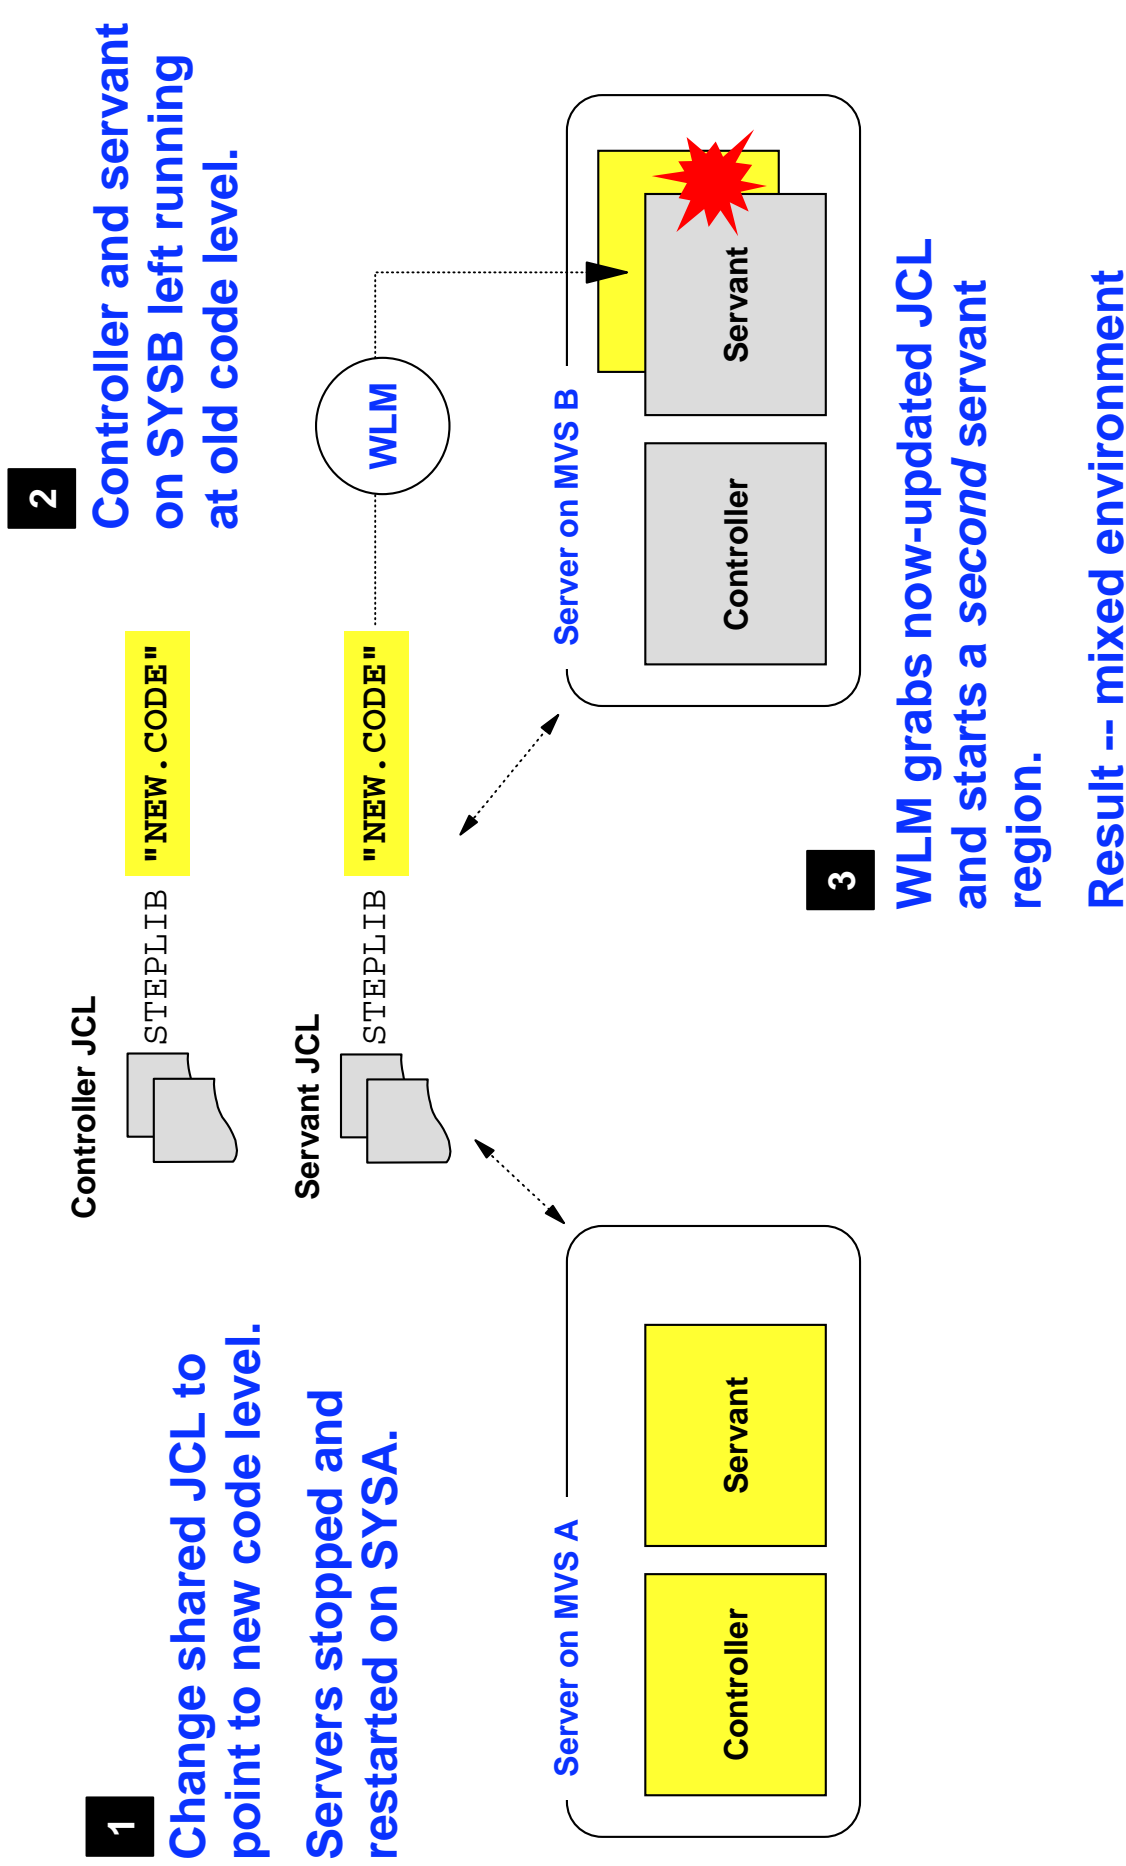 1
Change shared JCL to
point to new code level.
Servers stopped and
restarted on SYSA.
Controller JCL
STEPLIB "NEW.CODE"
Servant JCL
STEPLIB "NEW.CODE"
2
Controller and servant
on SYSB left running
at old code level.
WLM
Server on MVS A
Controller
Servant
Server on MVS B
Controller
Servant
3
WLM grabs now-updated JCL
and starts a second servant
region.
Result -- mixed environment